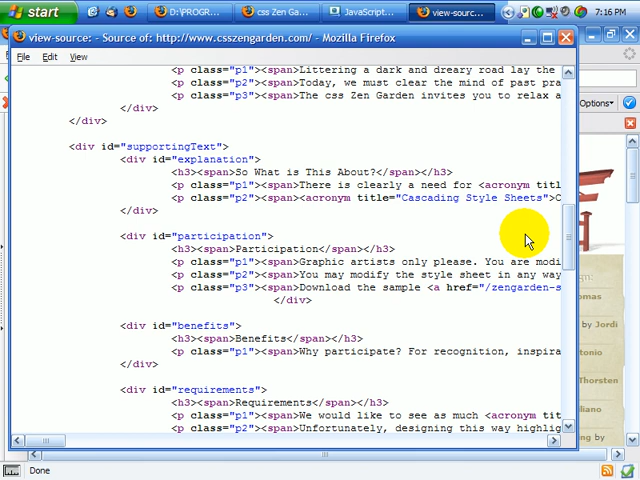 start
D:\PROGR...
css Zen Gar...
JavaScript...
view-sourc...
7:16 PM
view-source: - Source of: http://www.csszengarden.com/ - Mozilla Firefox
File Edit View
<p class="p1"><span>Littering a dark and dreary road lay the
<p class="p2"><span>Today, we must clear the mind of past pra
<p class="p3"><span>The css Zen Garden invites you to relax a
</div>
</div>
<div id="supportingText">
<div id="explanation">
<h3><span>So What is This About?</span></h3>
<p class="p1"><span>There is clearly a need for <acronym titl
<p class="p2"><span><acronym title="Cascading Style Sheets">C
</div>
<div id="participation">
<h3><span>Participation</span></h3>
<p class="p1"><span>Graphic artists only please. You are modi
<p class="p2"><span>You may modify the style sheet in any way
<p class="p3"><span>Download the sample <a href="/zengarden-s
</div>
<div id="benefits">
<h3><span>Benefits</span></h3>
<p class="p1"><span>Why participate? For recognition, inspira
</div>
<div id="requirements">
<h3><span>Requirements</span></h3>
<p class="p1"><span>We would like to see as much <acronym tit
<p class="p2"><span>Unfortunately, designing this way highlig
Done
Options
ign:
omas
by Jordi
tonio
Thorsten
iliano
ng by